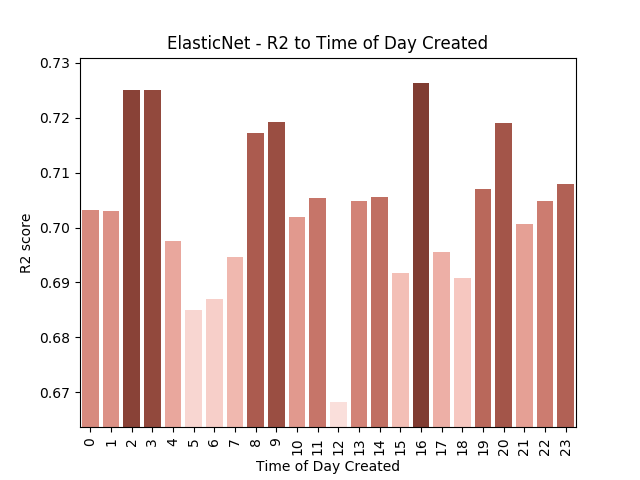 ElasticNet - R2 to Time of Day Created
0.73
0.72
0.71
0.70
0.69
0.68
0.67
R2 score
0 1 2 3 4 5 6 7 8 9 10 11 12 13 14 15 16 17 18 19 20 21 22 23
Time of Day Created